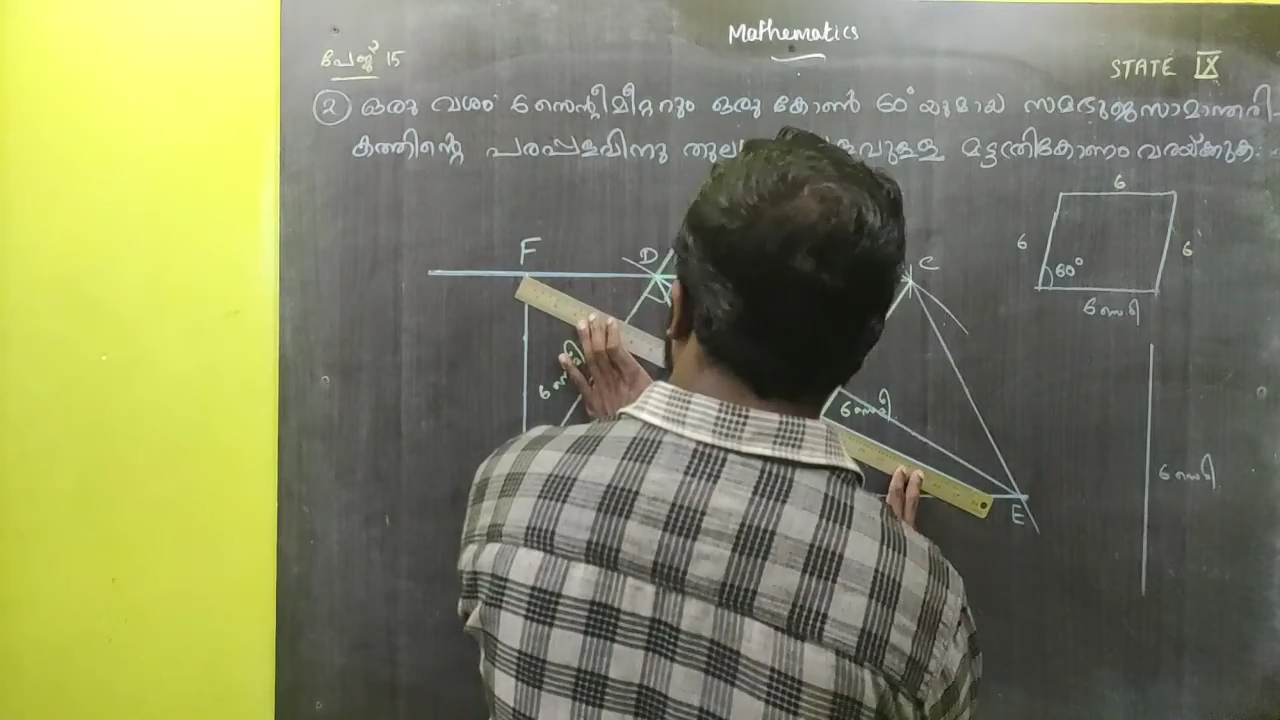 Mathematics
പേജ് 15
STATE IX
② ഒരു വശം 6 സെന്റീമീറ്ററും ഒരു കോൺ 60° യുമായ സമഭുജസാമാന്തരി-
കത്തിന്റെ പരപ്പളവിനു വുള്ള മട്ടത്രികോണം വരയ്ക്കുക.
6
6
6
60°
6 സെമി
F
D
C
6 സെമി
6 സെമി
6 സെമി
E